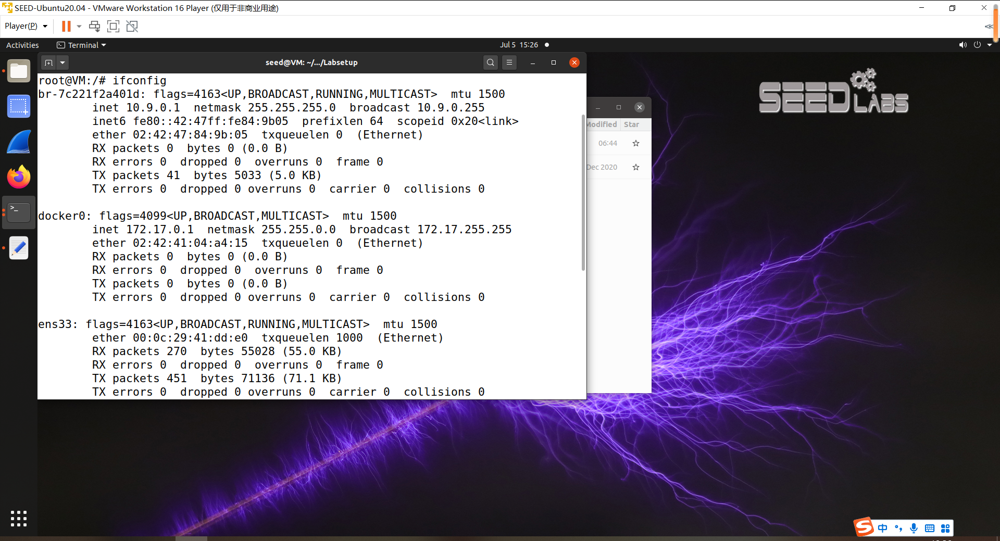 SEED-Ubuntu20.04 - VMware Workstation 16 Player (仅用于非商业用途)
Player(P)
Activities
Terminal
Jul 5 15:26
seed@VM: ~/.../Labsetup
root@VM:/# ifconfig
br-7c221f2a401d: flags=4163<UP,BROADCAST,RUNNING,MULTICAST>  mtu 1500
        inet 10.9.0.1  netmask 255.255.255.0  broadcast 10.9.0.255
        inet6 fe80::42:47ff:fe84:9b05  prefixlen 64  scopeid 0x20<link>
        ether 02:42:47:84:9b:05  txqueuelen 0  (Ethernet)
        RX packets 0  bytes 0 (0.0 B)
        RX errors 0  dropped 0  overruns 0  frame 0
        TX packets 41  bytes 5033 (5.0 KB)
        TX errors 0  dropped 0 overruns 0  carrier 0  collisions 0
docker0: flags=4099<UP,BROADCAST,MULTICAST>  mtu 1500
        inet 172.17.0.1  netmask 255.255.0.0  broadcast 172.17.255.255
        ether 02:42:41:04:a4:15  txqueuelen 0  (Ethernet)
        RX packets 0  bytes 0 (0.0 B)
        RX errors 0  dropped 0  overruns 0  frame 0
        TX packets 0  bytes 0 (0.0 B)
        TX errors 0  dropped 0 overruns 0  carrier 0  collisions 0
ens33: flags=4163<UP,BROADCAST,RUNNING,MULTICAST>  mtu 1500
        ether 00:0c:29:41:dd:e0  txqueuelen 1000  (Ethernet)
        RX packets 270  bytes 55028 (55.0 KB)
        RX errors 0  dropped 0  overruns 0  frame 0
        TX packets 451  bytes 71136 (71.1 KB)
        TX errors 0  dropped 0 overruns 0  carrier 0  collisions 0
Modified Star
06:44
Dec 2020
SEED LABS
S 中